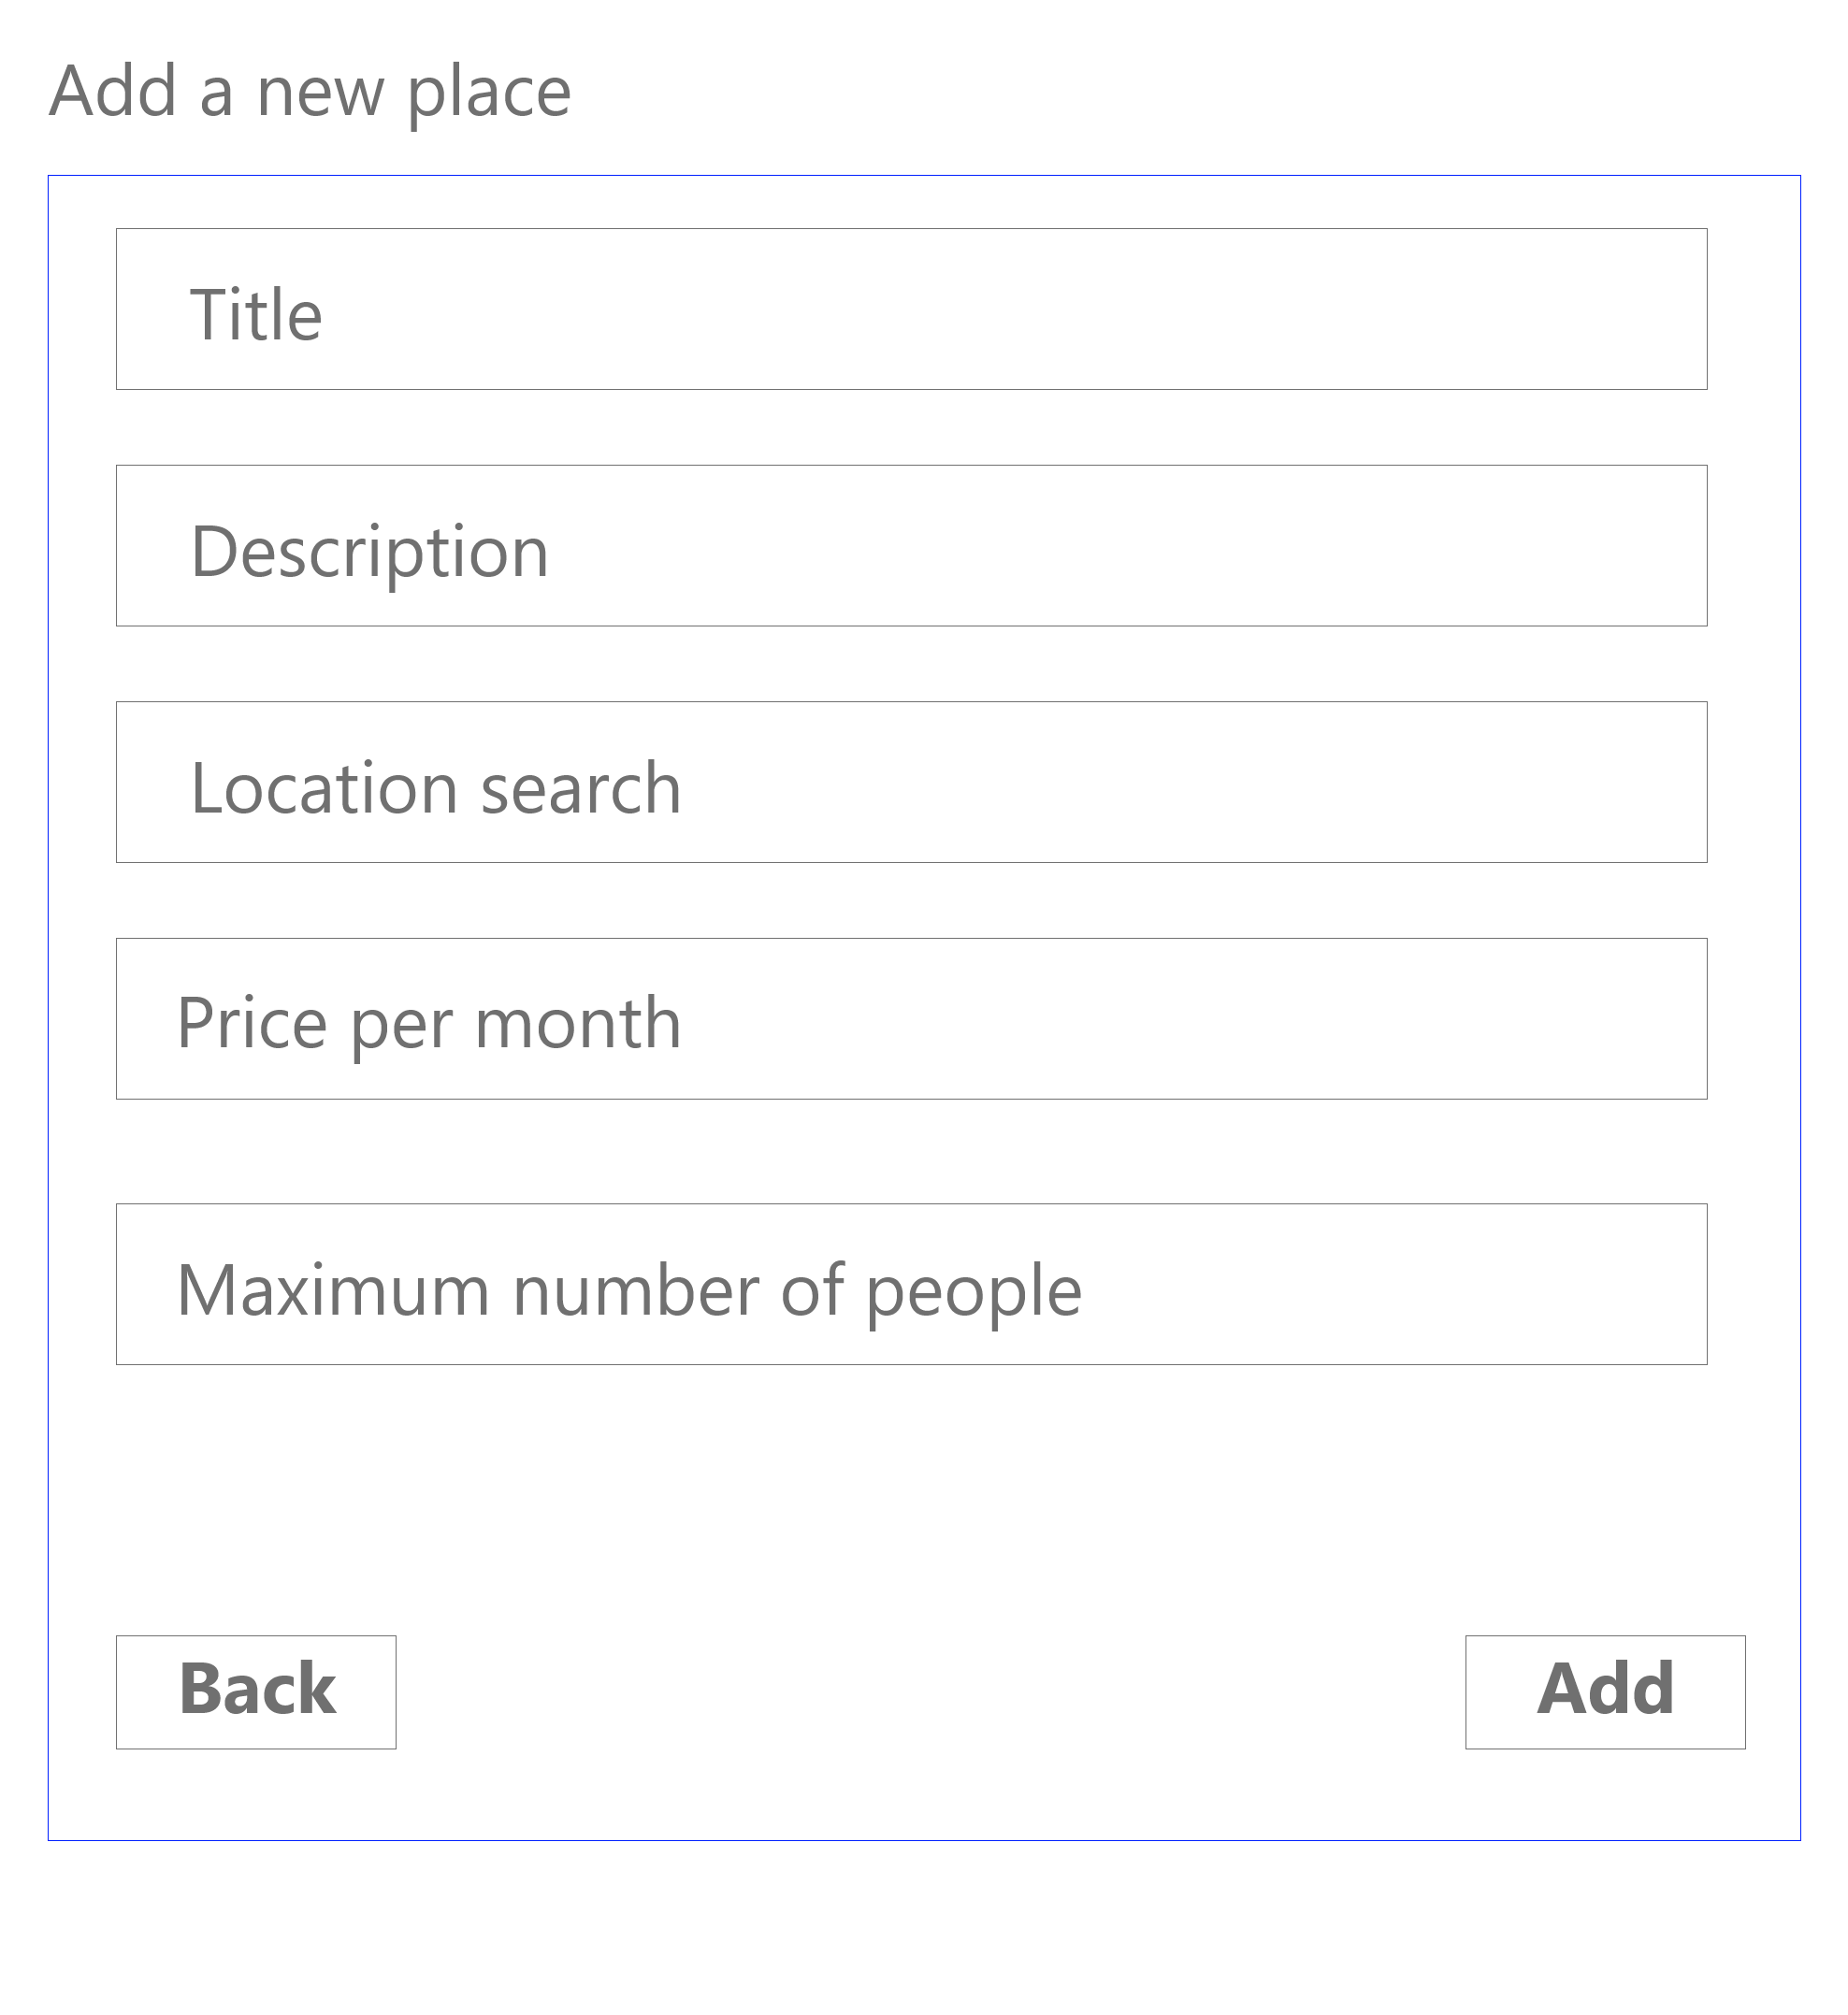 Add a new place
Title
Description
Location search
Price per month
Maximum number of people
Back
Add